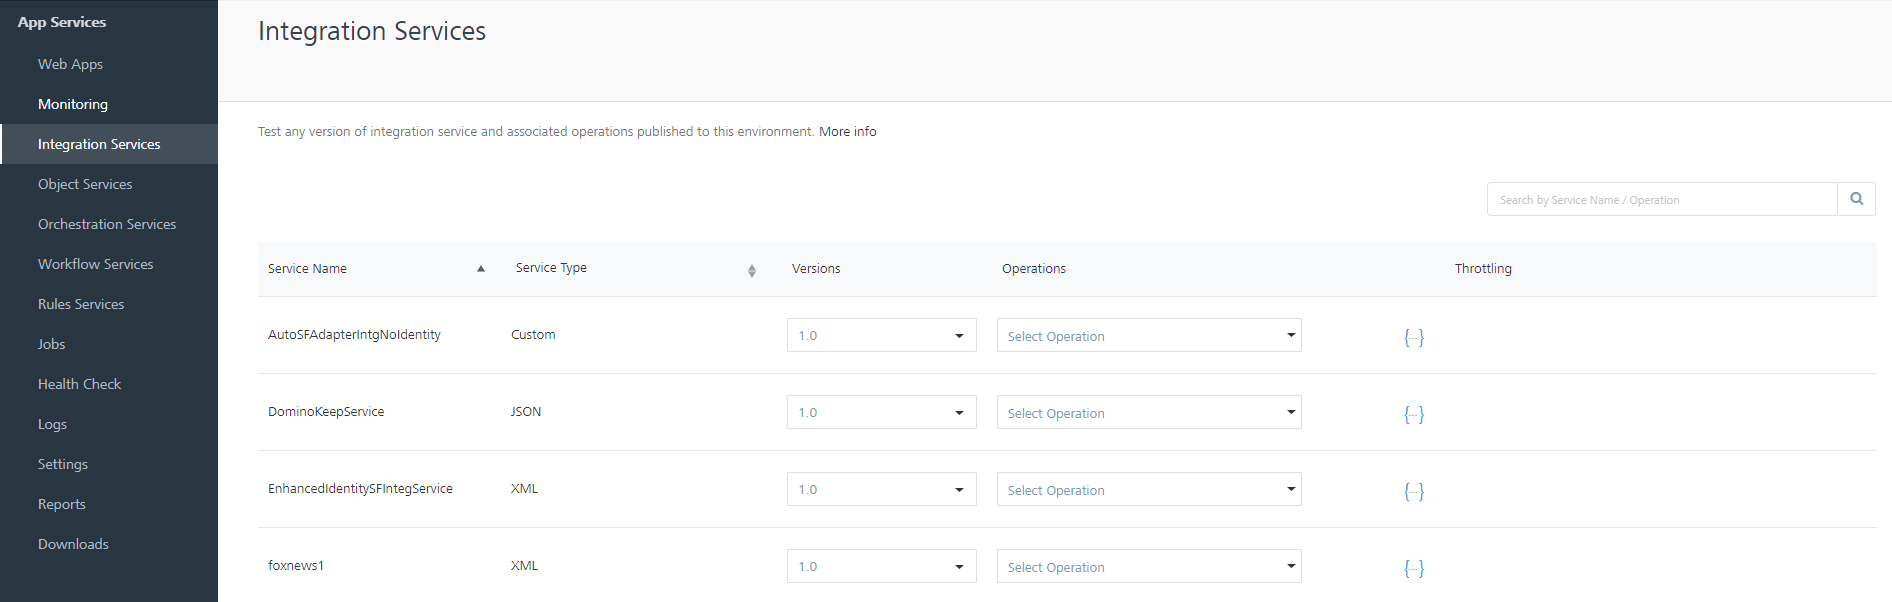 App Services
Web Apps
Monitoring
Integration Services
Object Services
Orchestration Services
Workflow Services
Rules Services
Jobs
Health Check
Logs
Settings
Reports
Downloads
Integration Services
Test any version of integration service and associated operations published to this environment. More info
Search by Service Name / Operation
Service Name Service Type Versions Operations Throttling
AutoSFAdapterIntgNoIdentity Custom 1.0 Select Operation {...}
DominoKeepService JSON 1.0 Select Operation {...}
EnhancedIdentitySFIntegService XML 1.0 Select Operation {...}
foxnews1 XML 1.0 Select Operation {...}